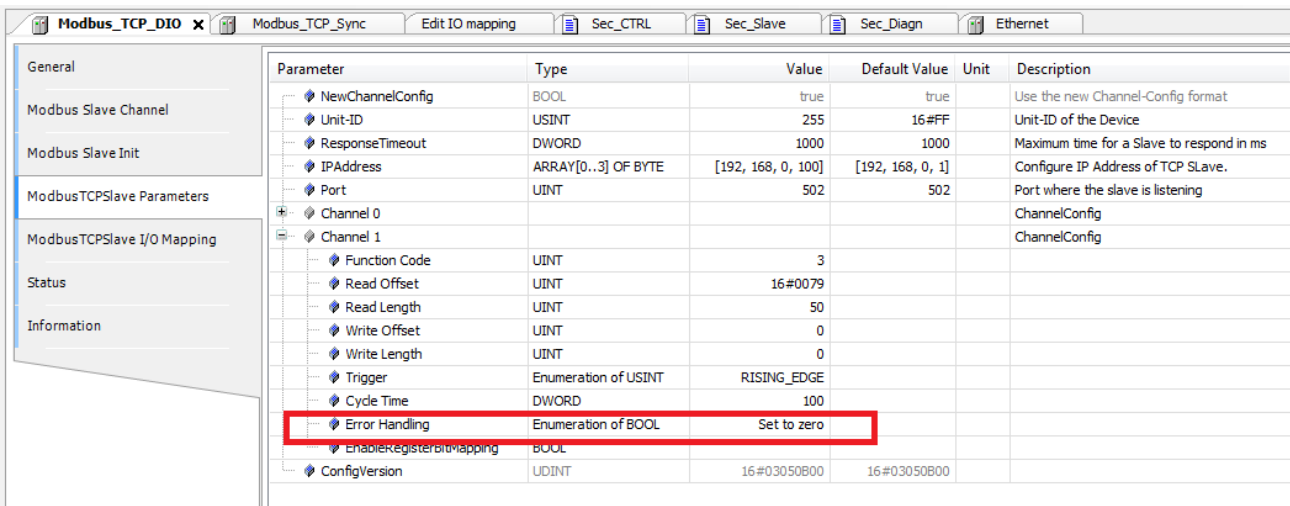 Modbus_TCP_DIO X Modbus_TCP_Sync Edit IO mapping Sec_CTRL Sec_Slave Sec_Diagn Ethernet
General
Modbus Slave Channel
Modbus Slave Init
ModbusTCPSlave Parameters
ModbusTCPSlave I/O Mapping
Status
Information
Parameter Type Value Default Value Unit Description
NewChannelConfig BOOL true true Use the new Channel-Config format
Unit-ID USINT 255 16#FF Unit-ID of the Device
ResponseTimeout DWORD 1000 1000 Maximum time for a Slave to respond in ms
IPAddress ARRAY[0..3] OF BYTE [192, 168, 0, 100] [192, 168, 0, 1] Configure IP Address of TCP SLave.
Port UINT 502 502 Port where the slave is listening
Channel 0 ChannelConfig
Channel 1 ChannelConfig
Function Code UINT 3
Read Offset UINT 16#0079
Read Length UINT 50
Write Offset UINT 0
Write Length UINT 0
Trigger Enumeration of USINT RISING_EDGE
Cycle Time DWORD 100
Error Handling Enumeration of BOOL Set to zero
EnableRegisterBitMapping BOOL
ConfigVersion UDINT 16#03050B00 16#03050B00